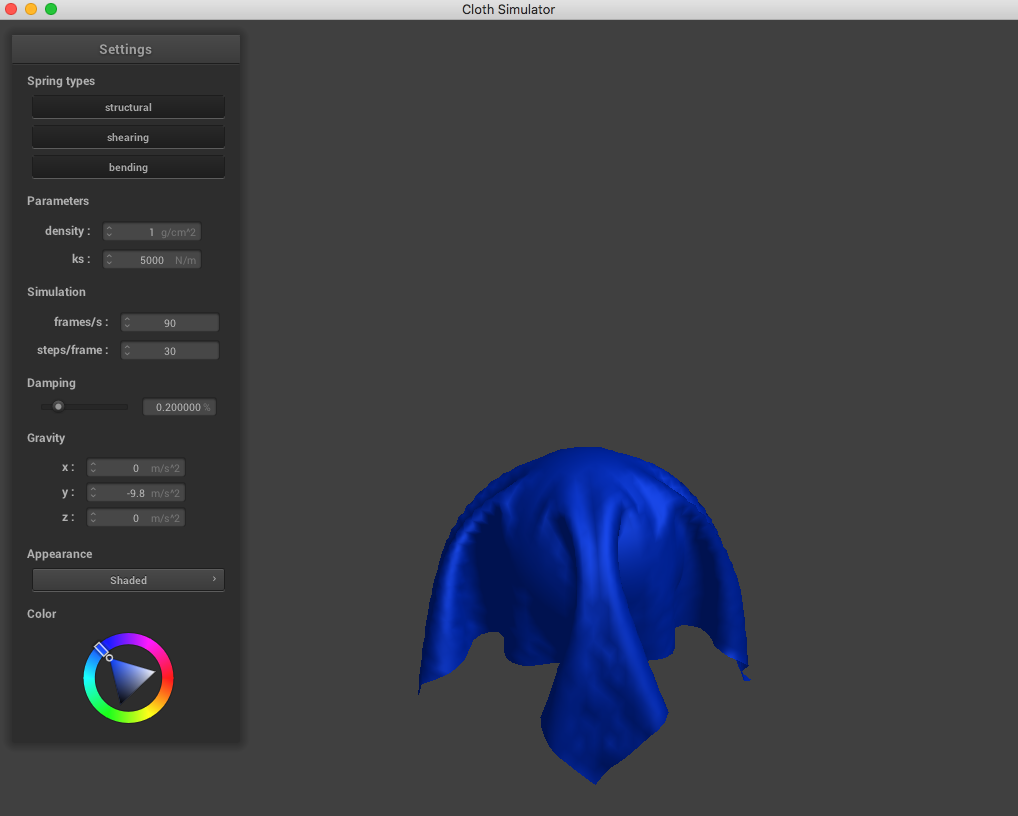 Cloth Simulator
Settings
Spring types
structural
shearing
bending
Parameters
density : 1 g/cm^2
ks : 5000 N/m
Simulation
frames/s : 90
steps/frame : 30
Damping
0.200000 %
Gravity
x : 0 m/s^2
y : -9.8 m/s^2
z : 0 m/s^2
Appearance
Shaded
Color